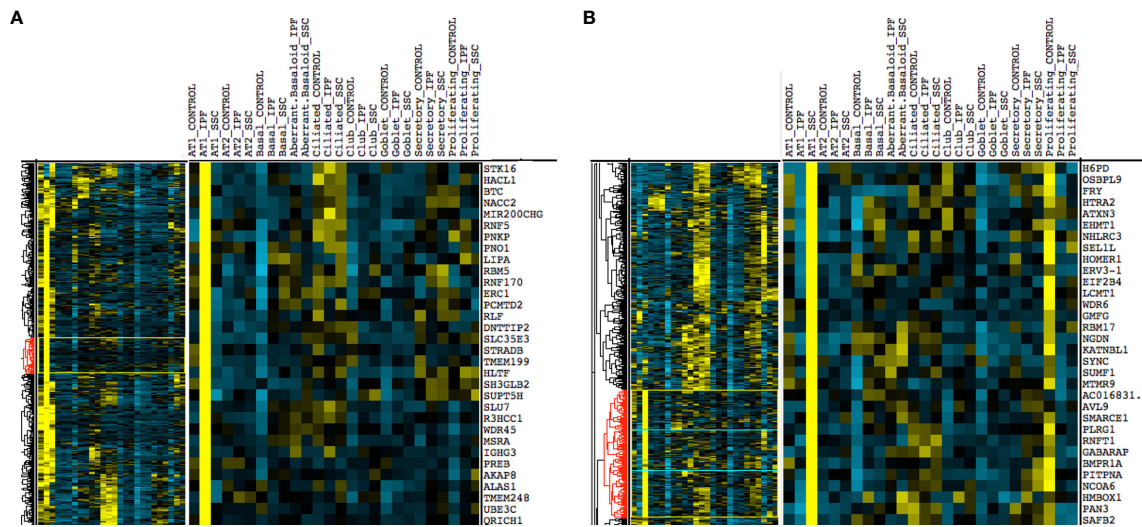 A
AT1_CONTROL
AT1_IPF
AT1_SSC
AT2_CONTROL
AT2_IPF
AT2_SSC
Basal_CONTROL
Basal_IPF
Basal_SSC
Aberrant.Basaloid_IPF
Aberrant.Basaloid_SSC
Ciliated_CONTROL
Ciliated_IPF
Ciliated_SSC
Club_CONTROL
Club_IPF
Club_SSC
Goblet_CONTROL
Goblet_IPF
Goblet_SSC
Secretory_CONTROL
Secretory_IPF
Secretory_SSC
Proliferating_CONTROL
Proliferating_IPF
Proliferating_SSC
STK16
HACL1
BTC
NACC2
MIR200CHG
RNF5
PNKP
PNO1
LIPA
RBM5
RNF170
ERC1
PCMTD2
RLF
DNTTIP2
SLC35E3
STRADB
TMEM199
HLTF
SH3GLB2
SUPT5H
SLU7
R3HCC1
WDR45
MSRA
IGHG3
PREB
AKAP8
ALAS1
TMEM248
UBE3C
QRICH1
B
AT1_CONTROL
AT1_IPF
AT1_SSC
AT2_CONTROL
AT2_IPF
AT2_SSC
Basal_CONTROL
Basal_IPF
Basal_SSC
Aberrant.Basaloid_IPF
Aberrant.Basaloid_SSC
Ciliated_CONTROL
Ciliated_IPF
Ciliated_SSC
Club_CONTROL
Club_IPF
Club_SSC
Goblet_CONTROL
Goblet_IPF
Goblet_SSC
Secretory_CONTROL
Secretory_IPF
Secretory_SSC
Proliferating_CONTROL
Proliferating_IPF
Proliferating_SSC
H6PD
OSBPL9
FRY
HTRA2
ATXN3
EHMT1
NHLRC3
SEL1L
HOMER1
ERV3-1
EIF2B4
LCMT1
WDR6
GMFG
RBM17
NGDN
KATNBL1
SYNC
SUMF1
MTMR9
AC016831.
AVL9
SMARCE1
PLRG1
RNFT1
GABARAP
BMPR1A
PITPNA
NCOA6
HMBOX1
PAN3
SAFB2